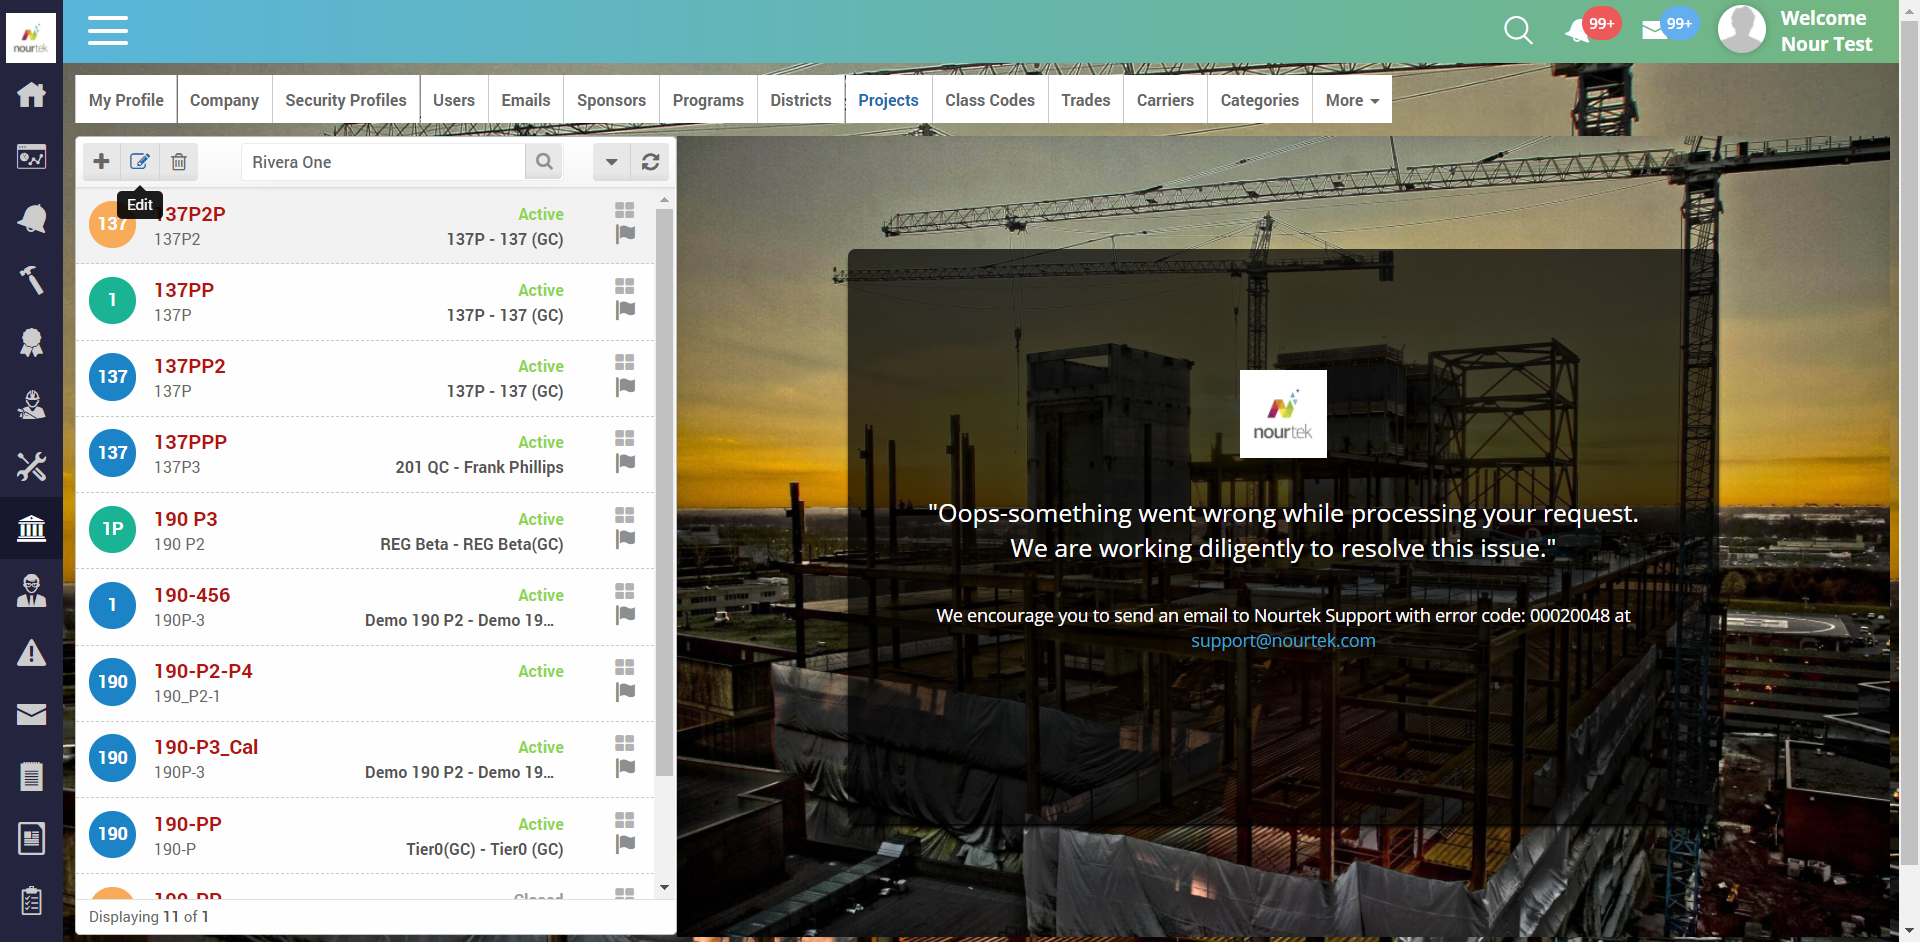 nourtek
99+
99+
Welcome
Nour Test
My Profile
Company
Security Profiles
Users
Emails
Sponsors
Programs
Districts
Projects
Class Codes
Trades
Carriers
Categories
More
Rivera One
Edit
137
137P2P
Active
137P2
137P - 137 (GC)
1
137PP
Active
137P
137P - 137 (GC)
137
137PP2
Active
137P
137P - 137 (GC)
137
137PPP
Active
137P3
201 QC - Frank Phillips
1P
190 P3
Active
190 P2
REG Beta - REG Beta(GC)
1
190-456
Active
190P-3
Demo 190 P2 - Demo 19...
190
190-P2-P4
Active
190_P2-1
190
190-P3_Cal
Active
190P-3
Demo 190 P2 - Demo 19...
190
190-PP
Active
190-P
Tier0(GC) - Tier0 (GC)
190-PP
Closed
Displaying 11 of 1
nourtek
"Oops-something went wrong while processing your request.
We are working diligently to resolve this issue."
We encourage you to send an email to Nourtek Support with error code: 00020048 at
support@nourtek.com